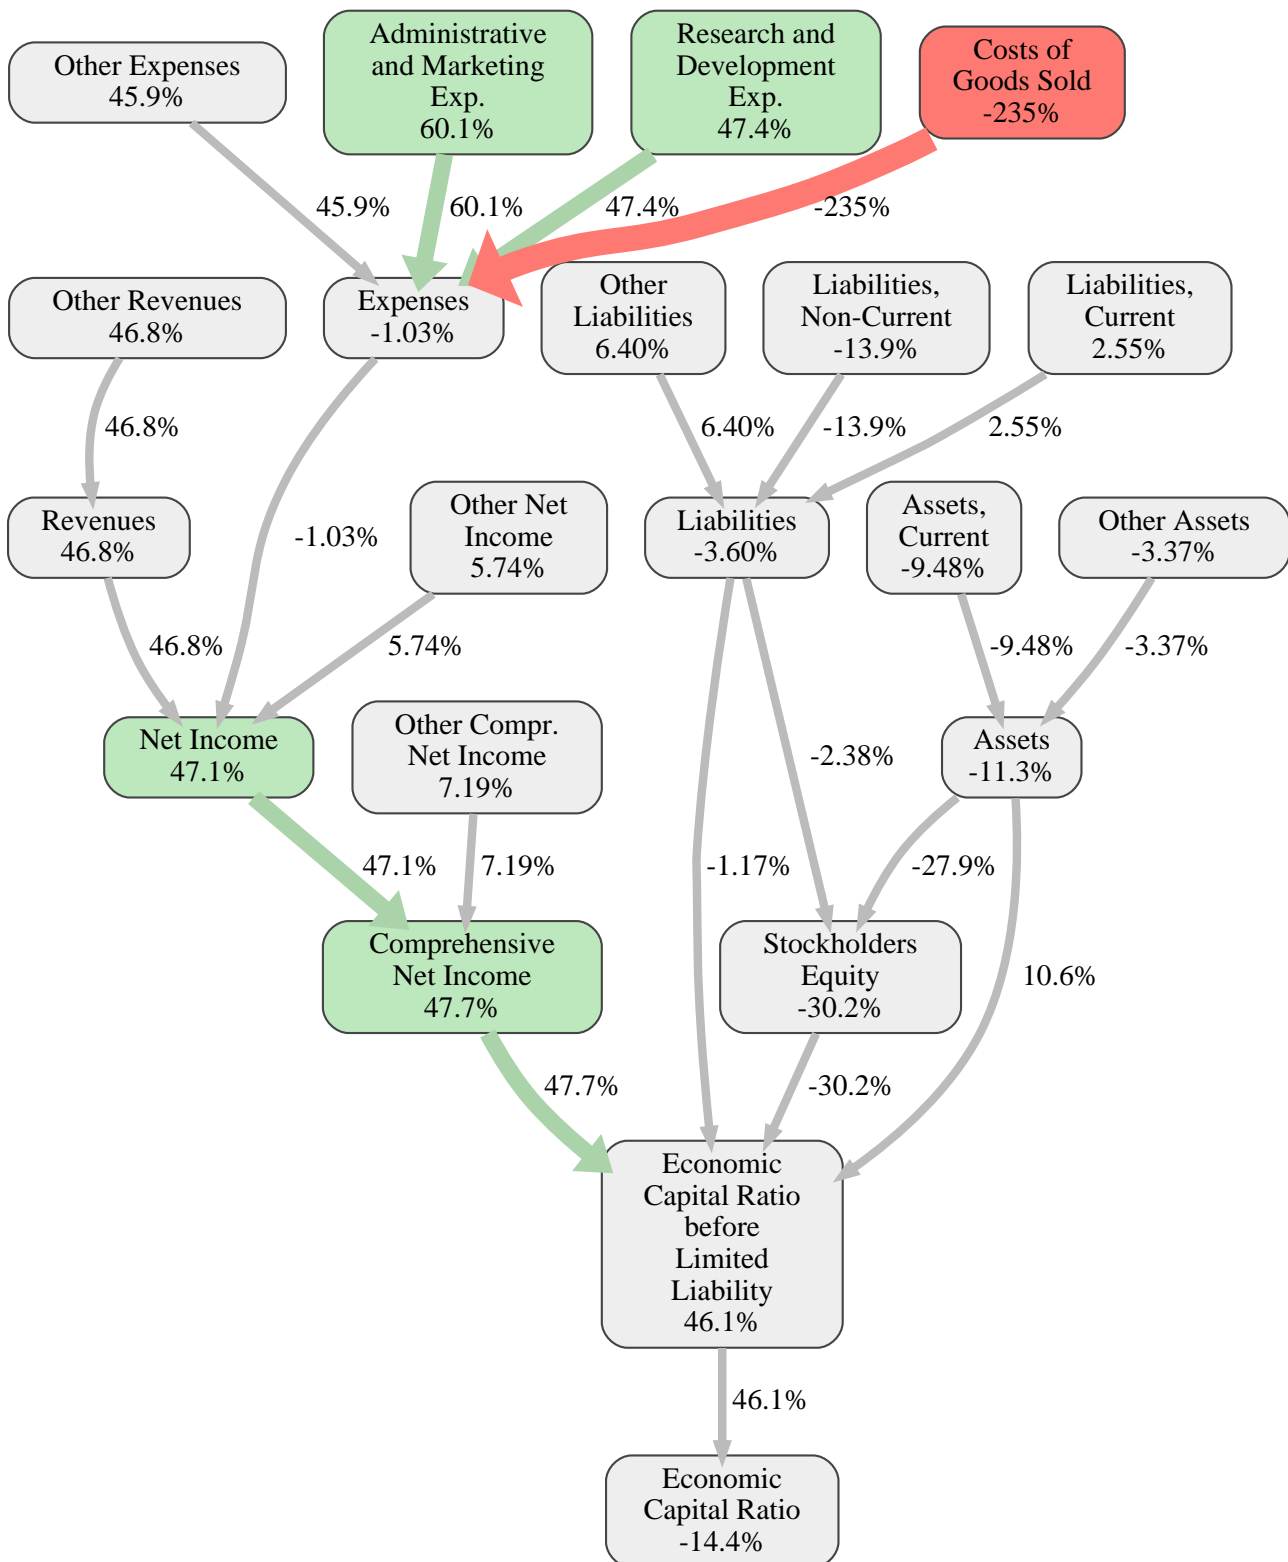 Other Expenses
45.9%
Administrative
and Marketing
Exp.
60.1%
Research and
Development
Exp.
47.4%
Costs of
Goods Sold
-235%
45.9%
60.1%
47.4%
-235%
Other Revenues
46.8%
Expenses
-1.03%
Other
Liabilities
6.40%
Liabilities,
Non-Current
-13.9%
Liabilities,
Current
2.55%
46.8%
6.40%
-13.9%
2.55%
Revenues
46.8%
-1.03%
Other Net
Income
5.74%
Liabilities
-3.60%
Assets,
Current
-9.48%
Other Assets
-3.37%
46.8%
5.74%
-9.48%
-3.37%
Net Income
47.1%
Other Compr.
Net Income
7.19%
-2.38%
Assets
-11.3%
47.1%
7.19%
-1.17%
-27.9%
Comprehensive
Net Income
47.7%
Stockholders
Equity
-30.2%
10.6%
47.7%
-30.2%
Economic
Capital Ratio
before
Limited
Liability
46.1%
46.1%
Economic
Capital Ratio
-14.4%